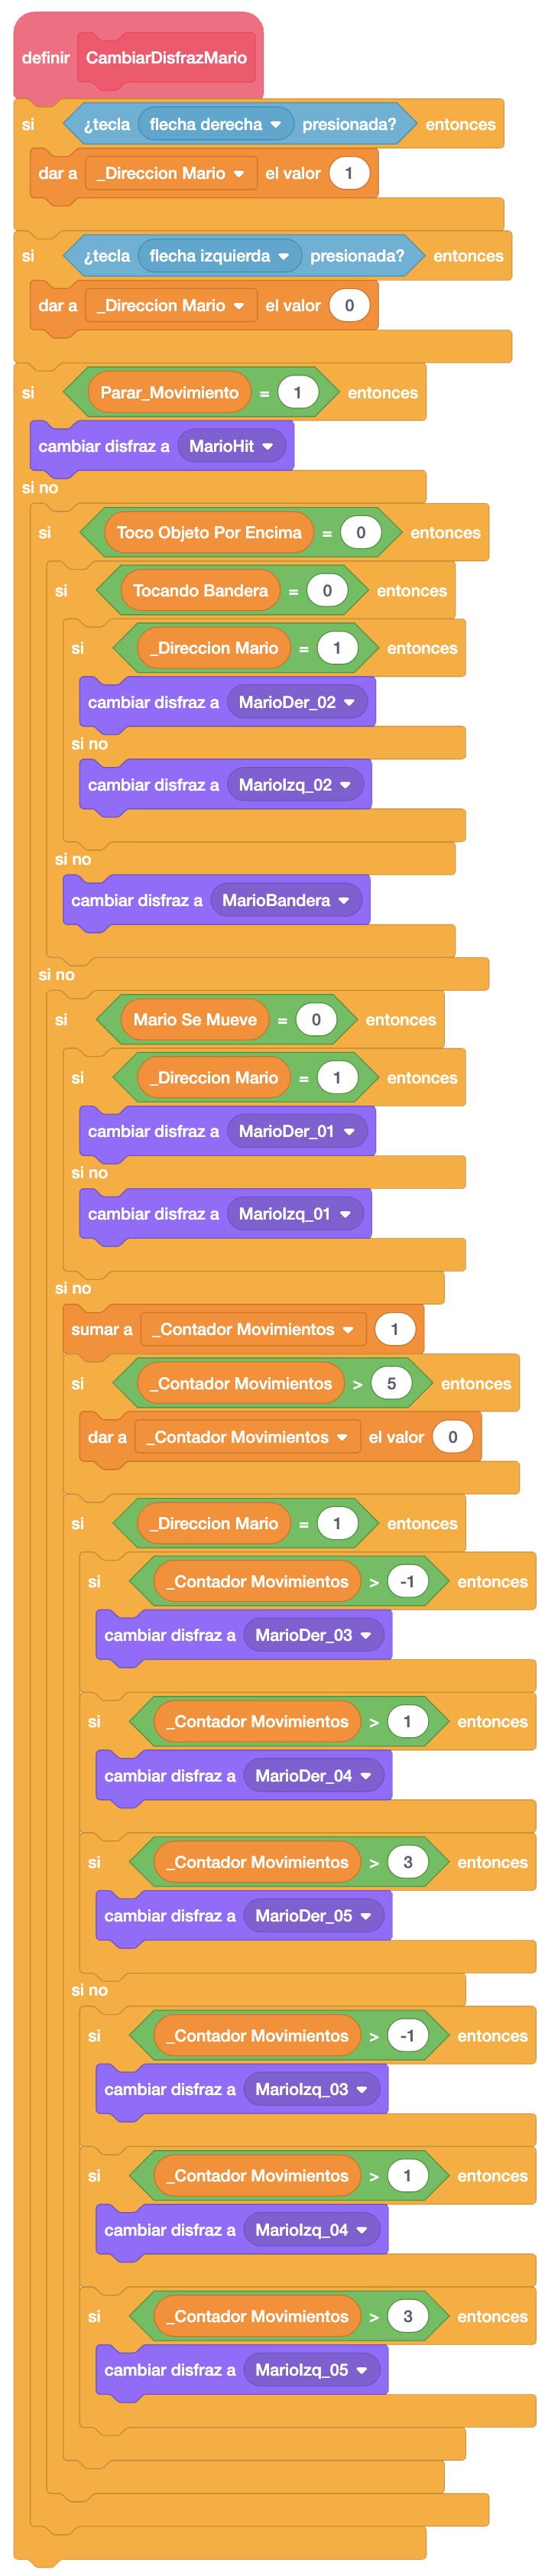 definir CambiarDisfrazMario
si ¿tecla flecha derecha presionada? entonces
dar a _Direccion Mario el valor 1
si ¿tecla flecha izquierda presionada? entonces
dar a _Direccion Mario el valor 0
si Parar_Movimiento = 1 entonces
cambiar disfraz a MarioHit
si no
si Toco Objeto Por Encima = 0 entonces
si Tocando Bandera = 0 entonces
si _Direccion Mario = 1 entonces
cambiar disfraz a MarioDer_02
si no
cambiar disfraz a MarioIzq_02
si no
cambiar disfraz a MarioBandera
si no
si Mario Se Mueve = 0 entonces
si _Direccion Mario = 1 entonces
cambiar disfraz a MarioDer_01
si no
cambiar disfraz a MarioIzq_01
si no
sumar a _Contador Movimientos 1
si _Contador Movimientos > 5 entonces
dar a _Contador Movimientos el valor 0
si _Direccion Mario = 1 entonces
si _Contador Movimientos > -1 entonces
cambiar disfraz a MarioDer_03
si _Contador Movimientos > 1 entonces
cambiar disfraz a MarioDer_04
si _Contador Movimientos > 3 entonces
cambiar disfraz a MarioDer_05
si no
si _Contador Movimientos > -1 entonces
cambiar disfraz a MarioIzq_03
si _Contador Movimientos > 1 entonces
cambiar disfraz a MarioIzq_04
si _Contador Movimientos > 3 entonces
cambiar disfraz a MarioIzq_05